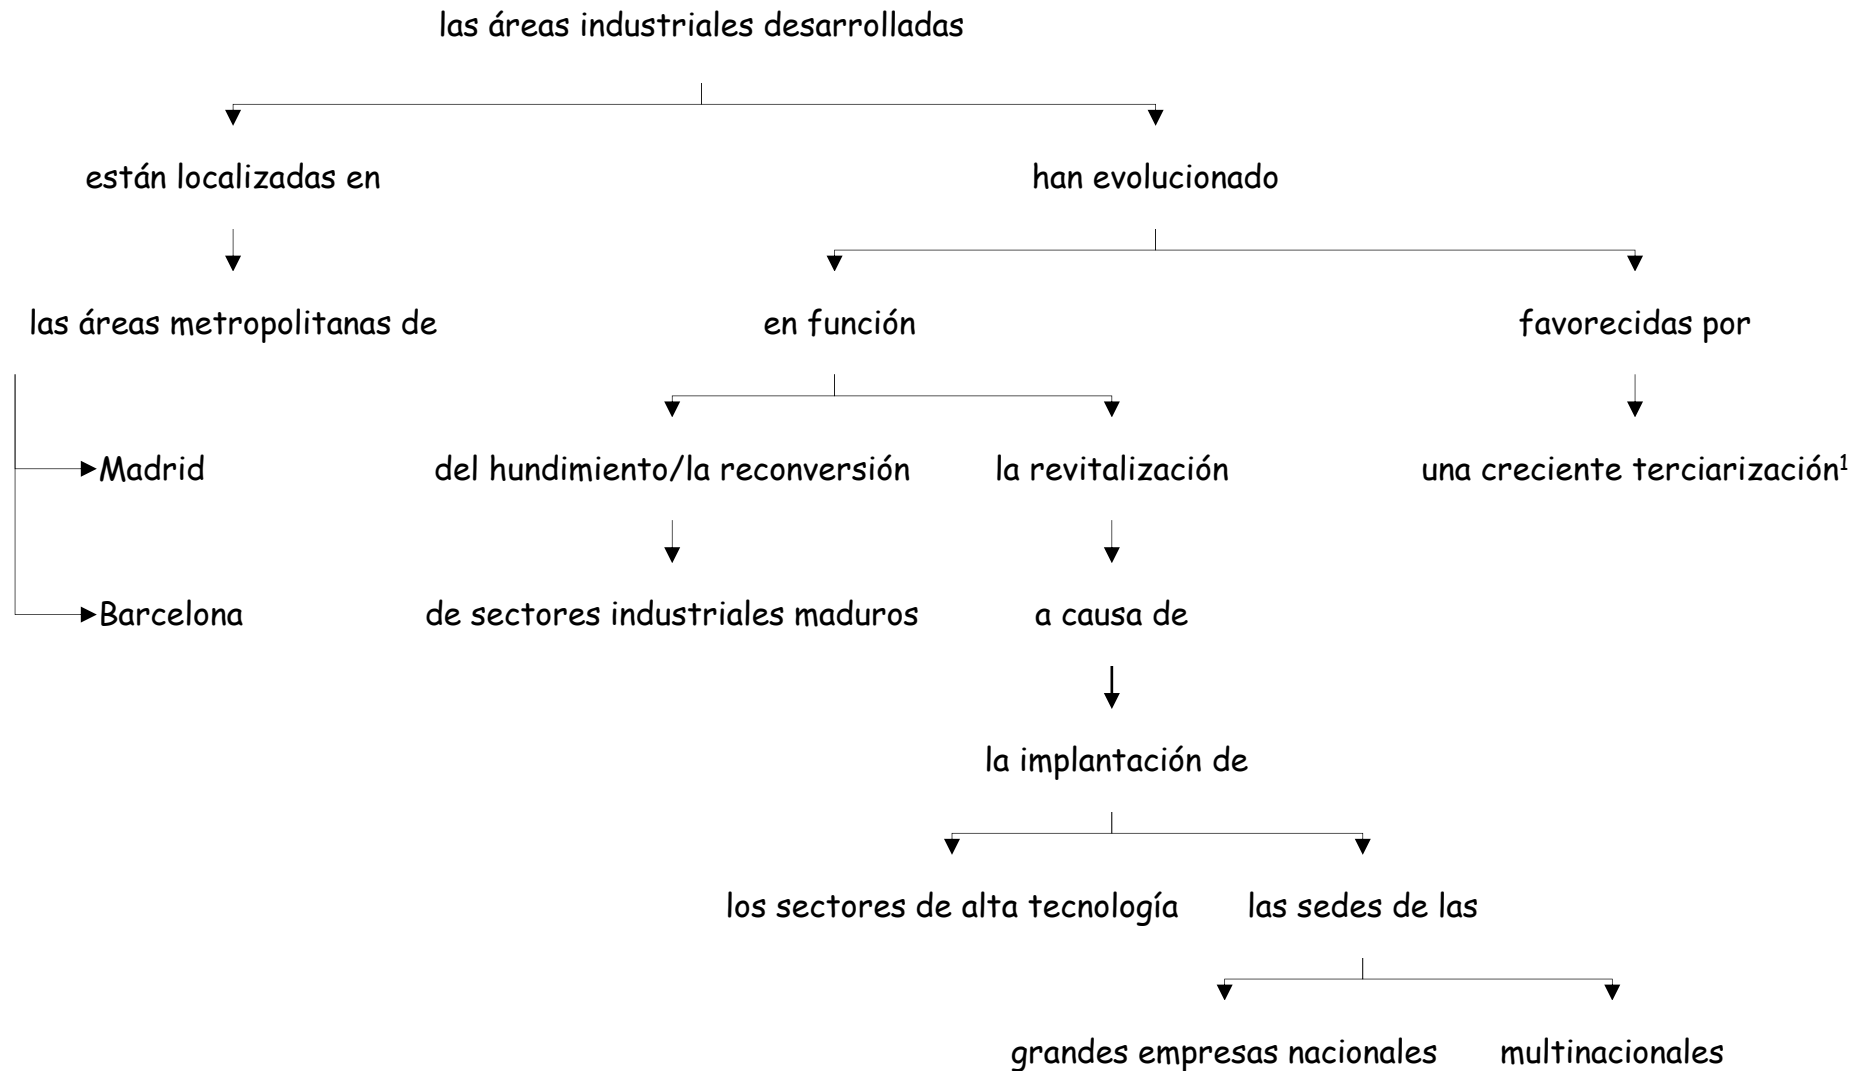 las áreas industriales desarrolladas
están localizadas en
han evolucionado
las áreas metropolitanas de
en función
favorecidas por
Madrid
del hundimiento/la reconversión
la revitalización
una creciente terciarización¹
Barcelona
de sectores industriales maduros
a causa de
la implantación de
los sectores de alta tecnología
las sedes de las
grandes empresas nacionales
multinacionales